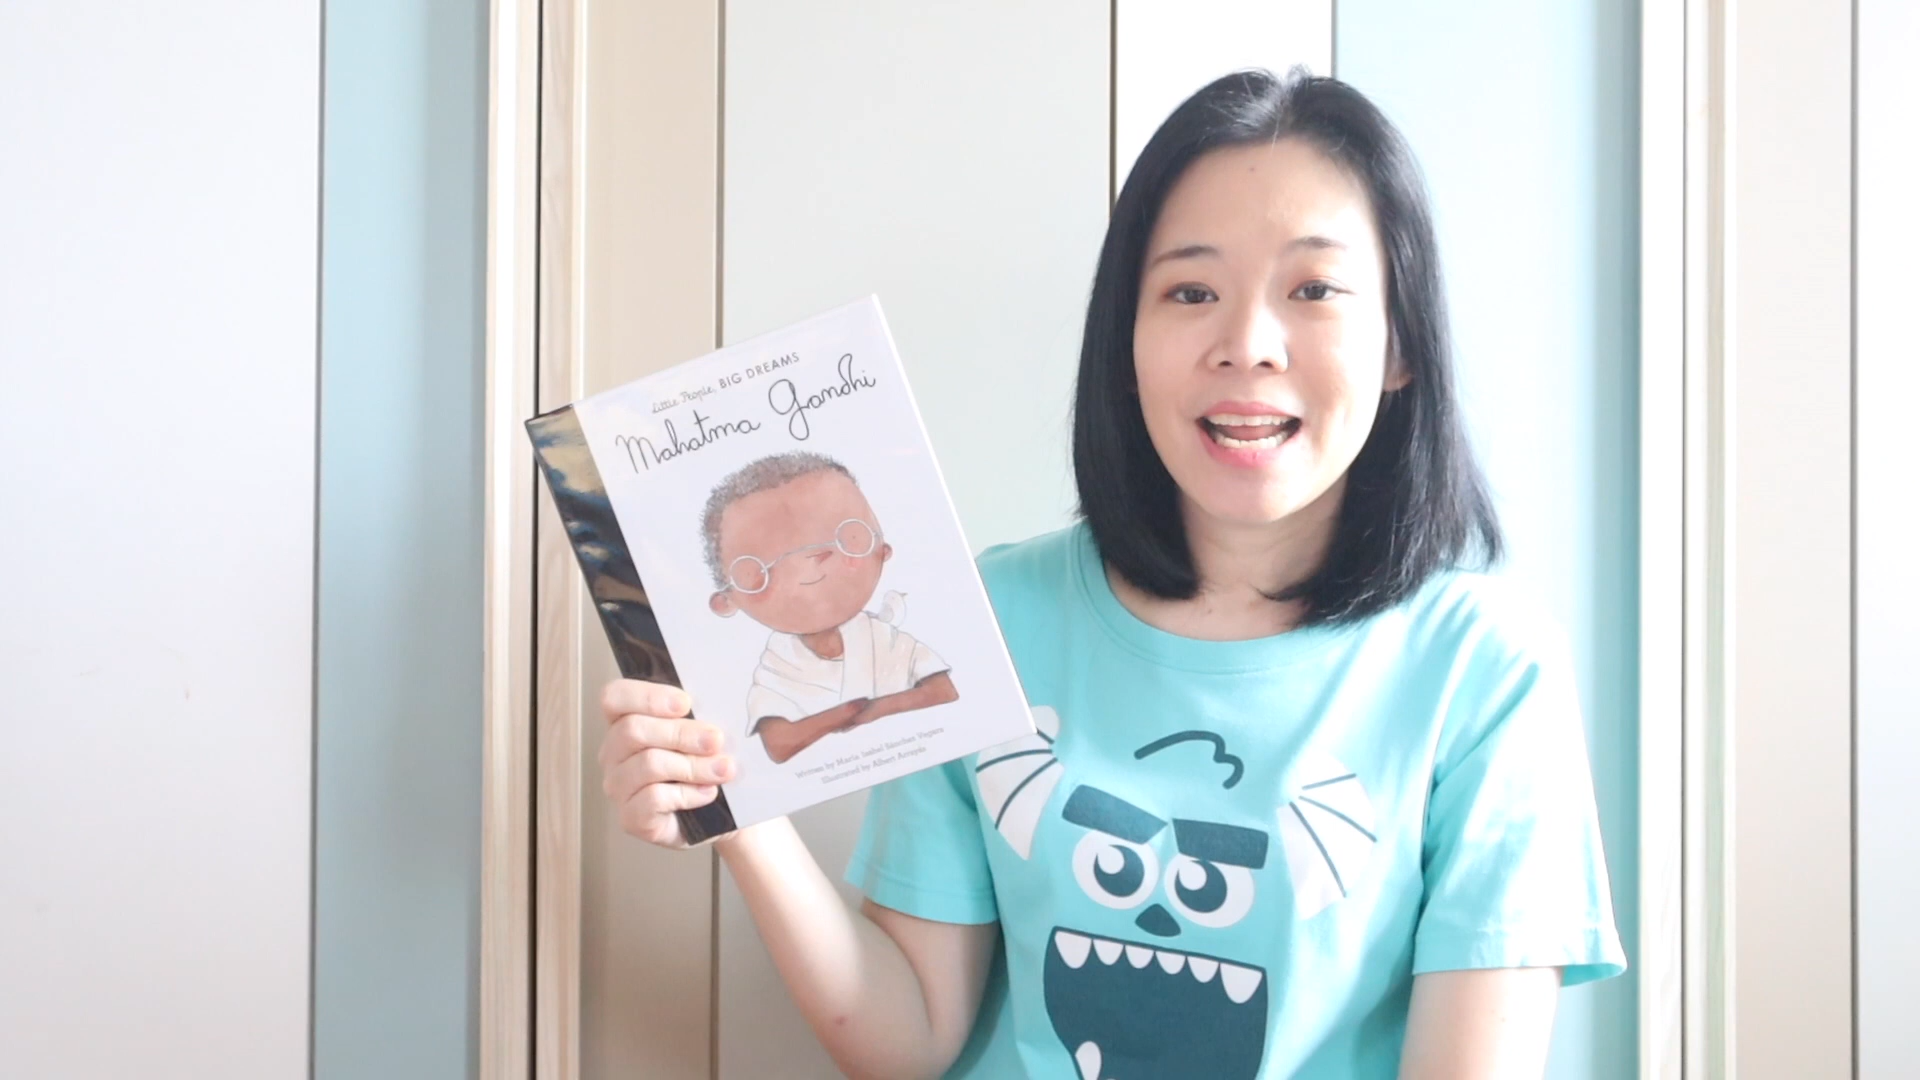 Little People, BIG DREAMS
Mahatma Gandhi
Written by Maria Isabel Sánchez Vegara
Illustrated by Albert Arrayás